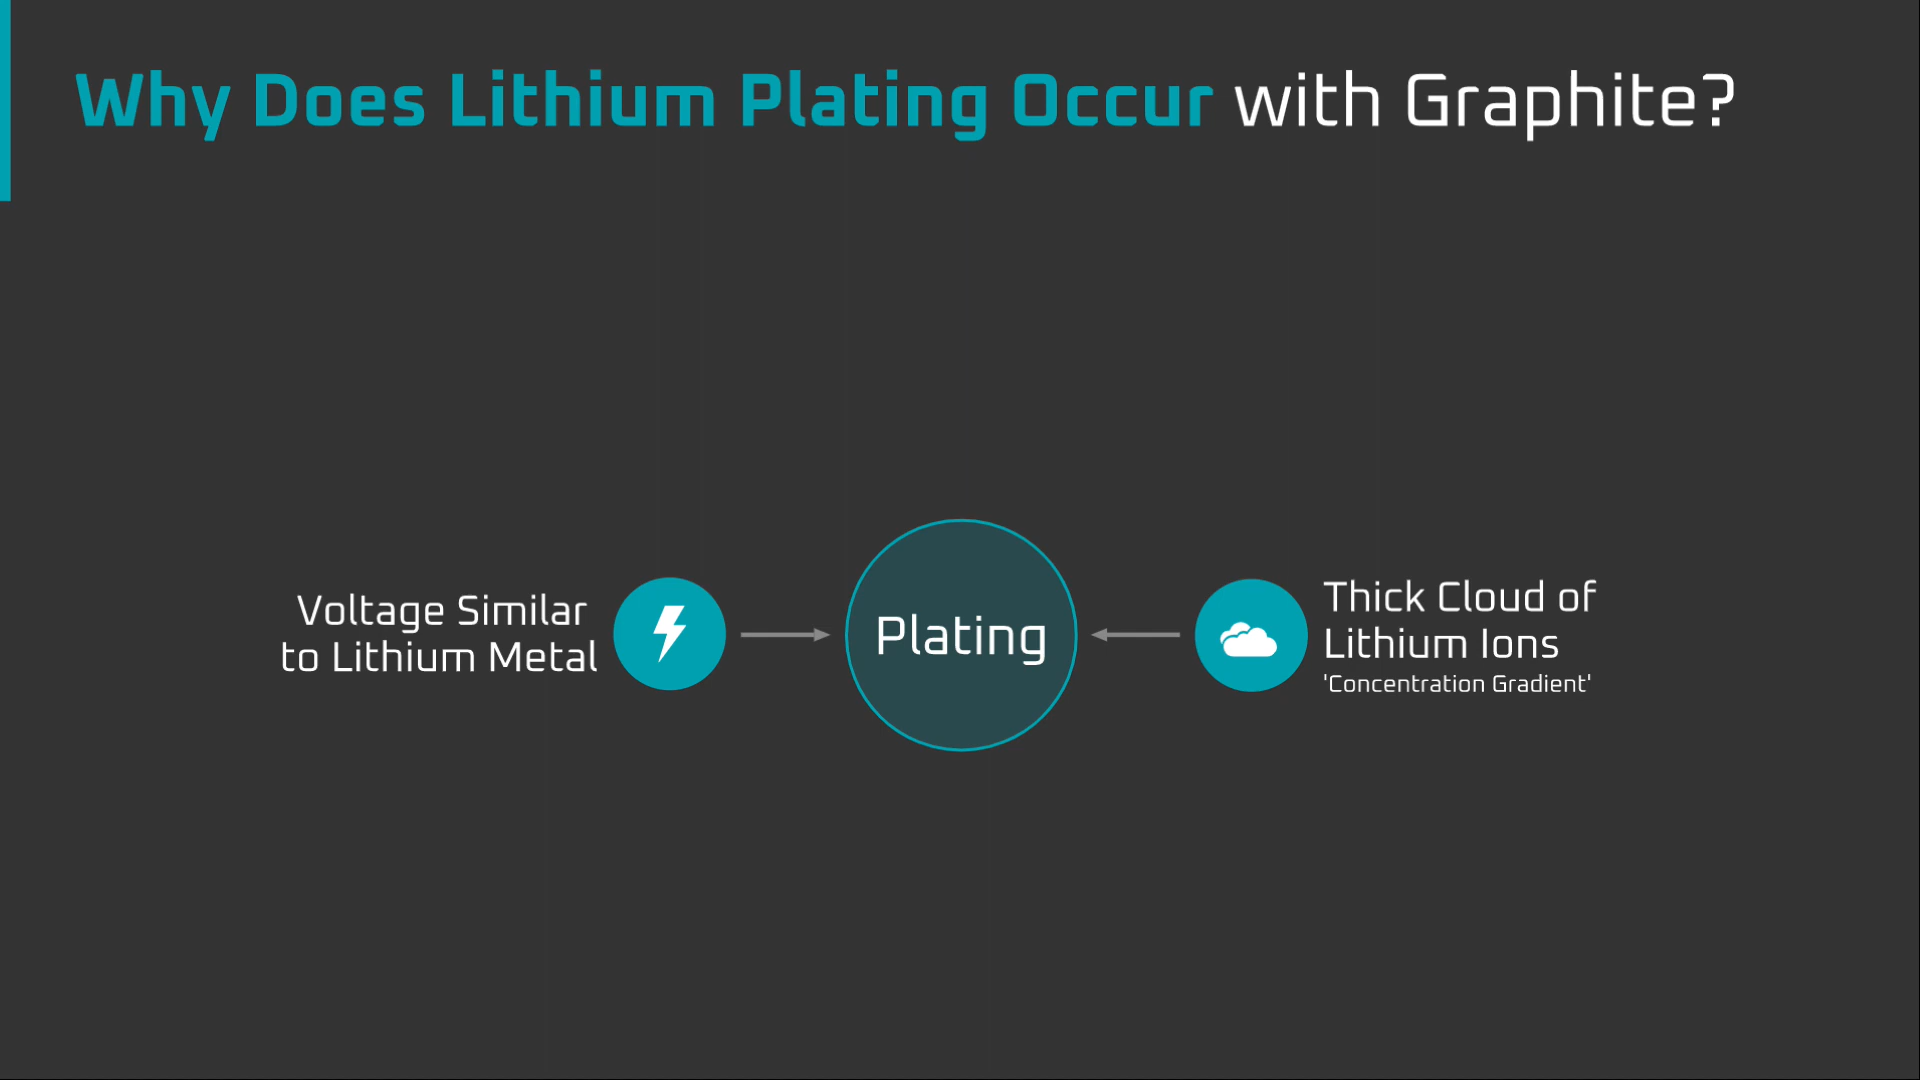 Why Does Lithium Plating Occur with Graphite?
Voltage Similar
to Lithium Metal
Plating
Thick Cloud of
Lithium Ions
'Concentration Gradient'